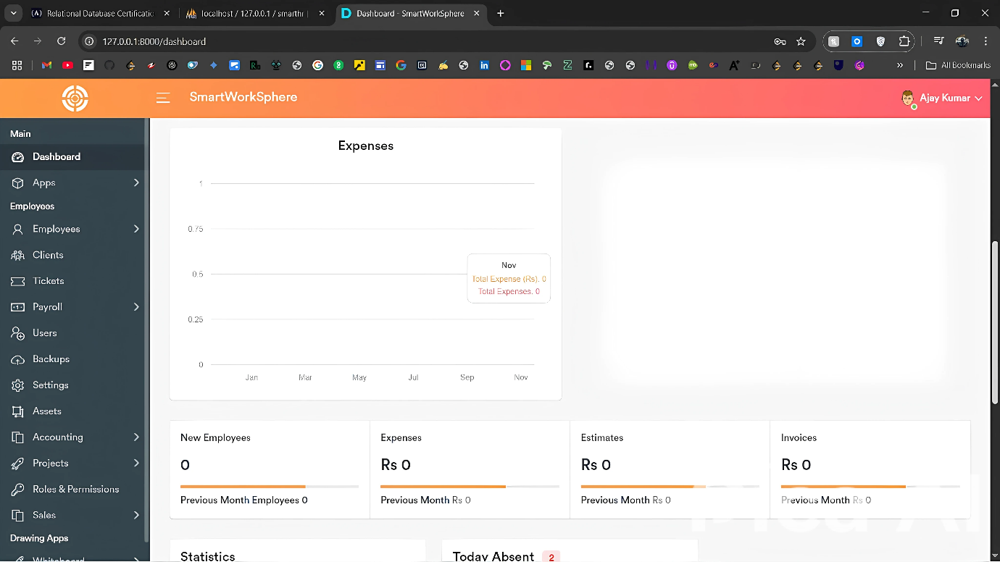 Relational Database Certificatio
localhost / 127.0.0.1 / smarthr
Dashboard - SmartWorkSphere
127.0.0.1:8000/dashboard
All Bookmarks
SmartWorkSphere
Ajay Kumar
Main
Dashboard
Apps
Employees
Employees
Clients
Tickets
Payroll
Users
Backups
Settings
Assets
Accounting
Projects
Roles & Permissions
Sales
Drawing Apps
Whiteboard
Expenses
1
0.75
0.5
0.25
0
Jan Mar May Jul Sep Nov
Nov
Total Expense (Rs). 0
Total Expenses. 0
New Employees
0
Previous Month Employees 0
Expenses
Rs 0
Previous Month Rs 0
Estimates
Rs 0
Previous Month Rs 0
Invoices
Rs 0
Previous Month Rs 0
Statistics
Today Absent 2